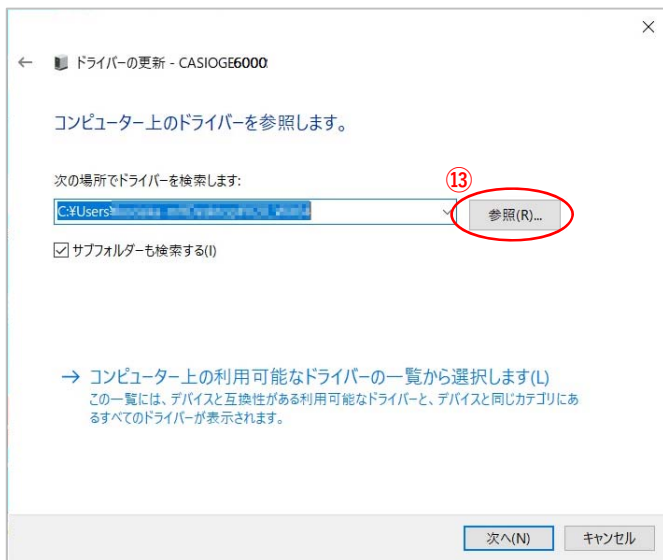 ← ドライバーの更新 - CASIOGE6000
コンピューター上のドライバーを参照します。
次の場所でドライバーを検索します:
⑬
C:¥Users¥
参照(R)...
サブフォルダーも検索する(I)
→ コンピューター上の利用可能なドライバーの一覧から選択します(L)
この一覧には、デバイスと互換性がある利用可能なドライバーと、デバイスと同じカテゴリにあ
るすべてのドライバーが表示されます。
次へ(N)
キャンセル